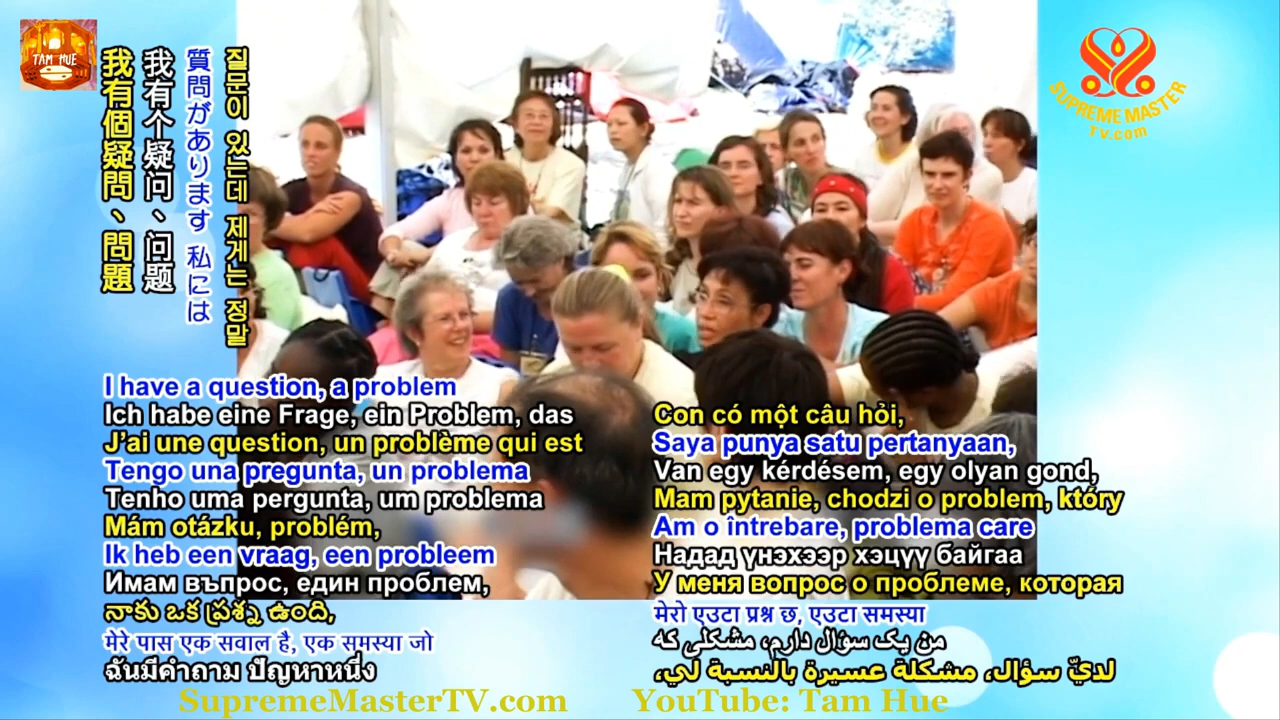 TAM HUE
我有個疑問、問題
我有个疑问、问题
質問があります 私には
질문이 있는데 제게는 정말
SUPREME MASTER
TV.com
I have a question, a problem
Ich habe eine Frage, ein Problem, das
J’ai une question, un problème qui est
Tengo una pregunta, un problema
Tenho uma pergunta, um problema
Mám otázku, problém,
Ik heb een vraag, een probleem
Имам въпрос, един проблем,
నాకు ఒక ప్రశ్న ఉంది,
मेरे पास एक सवाल है, एक समस्या जो
ฉันมีคำถาม ปัญหาหนึ่ง
Con có một câu hỏi,
Saya punya satu pertanyaan,
Van egy kérdésem, egy olyan gond,
Mam pytanie, chodzi o problem, który
Am o întrebare, problema care
Надад үнэхээр хэцүү байгаа
У меня вопрос о проблеме, которая
मेरो एउटा प्रश्न छ, एउटा समस्या
من یک سؤال دارم، مشکلی که
لديّ سؤال، مشكلة عسيرة بالنسبة لي،
SupremeMasterTV.com
YouTube: Tam Hue